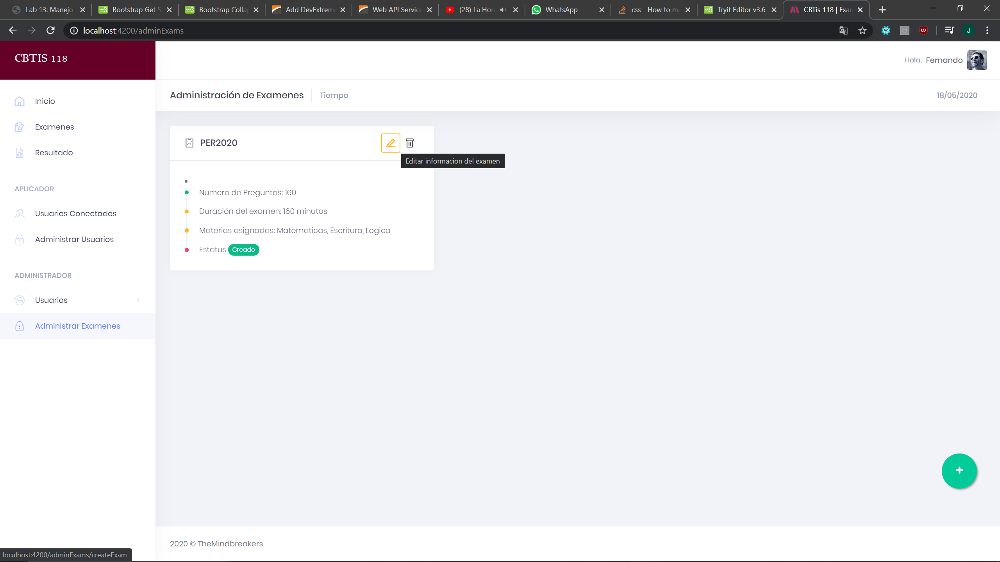 Lab 13: Manejo
Bootstrap Get S
Bootstrap Colla
Add DevExtrem
Web API Service
(28) La Hor
WhatsApp
css - How to ma
Tryit Editor v3.6
CBTis 118 | Exam
localhost:4200/adminExams
J
CBTIS 118
Hola, Fernando
Inicio
Examenes
Resultado
APLICADOR
Usuarios Conectados
Administrar Usuarios
ADMINISTRADOR
Usuarios
Administrar Examenes
Administración de Examenes
Tiempo
18/05/2020
PER2020
Editar informacion del examen
Numero de Preguntas: 160
Duración del examen: 160 minutos
Materias asignadas: Matematicas, Escritura, Logica
Estatus Creado
+
2020 © TheMindbreakers
localhost:4200/adminExams/createExam